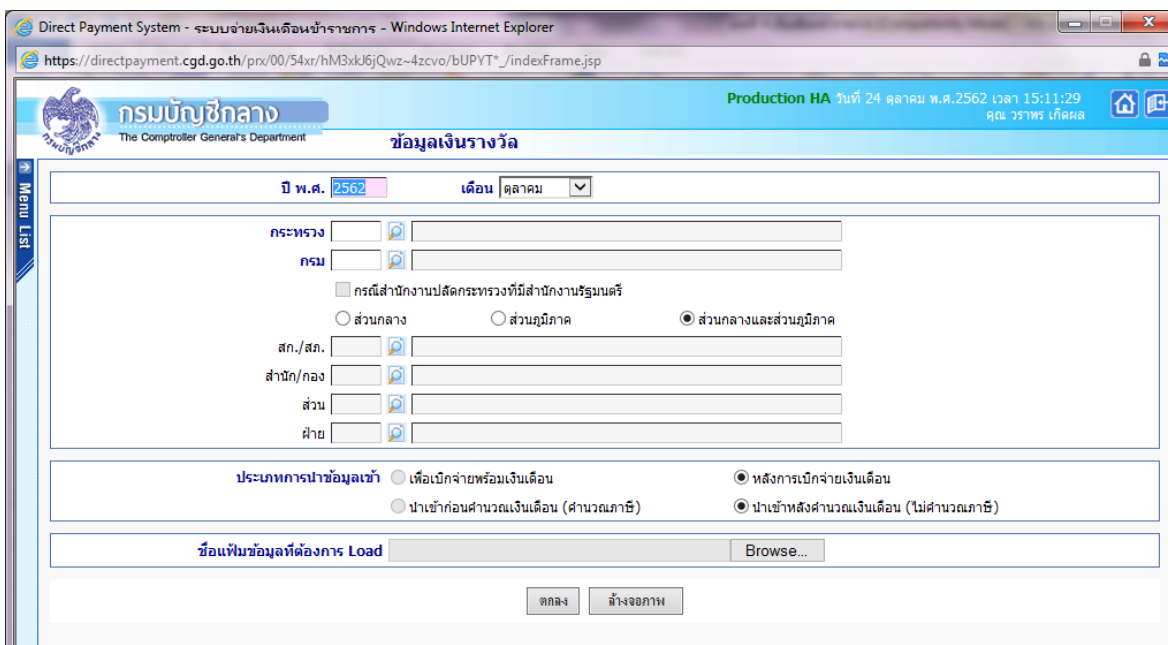 Direct Payment System - ระบบจ่ายเงินเดือนข้าราชการ - Windows Internet Explorer
https://directpayment.cgd.go.th/prx/00/54xr/hM3xkJ6jQwz~4zcvo/bUPYT*_/indexFrame.jsp
กรมบัญชีกลาง
The Comptroller General's Department
กรมบัญชีกลาง
Production HA วันที่ 24 ตุลาคม พ.ศ.2562 เวลา 15:11:29
คุณ วราพร เกิดผล
ข้อมูลเงินรางวัล
Menu List
ปี พ.ศ. 2562 เดือน ตุลาคม
กระทรวง
กรม
กรณีสำนักงานปลัดกระทรวงที่มีสำนักงานรัฐมนตรี
ส่วนกลาง ส่วนภูมิภาค ส่วนกลางและส่วนภูมิภาค
สก./สภ.
สำนัก/กอง
ส่วน
ฝ่าย
ประเภทการนำข้อมูลเข้า เพื่อเบิกจ่ายพร้อมเงินเดือน หลังการเบิกจ่ายเงินเดือน
นำเข้าก่อนคำนวณเงินเดือน (คำนวณภาษี) นำเข้าหลังคำนวณเงินเดือน (ไม่คำนวณภาษี)
ชื่อแฟ้มข้อมูลที่ต้องการ Load Browse...
ตกลง ล้างจอภาพ